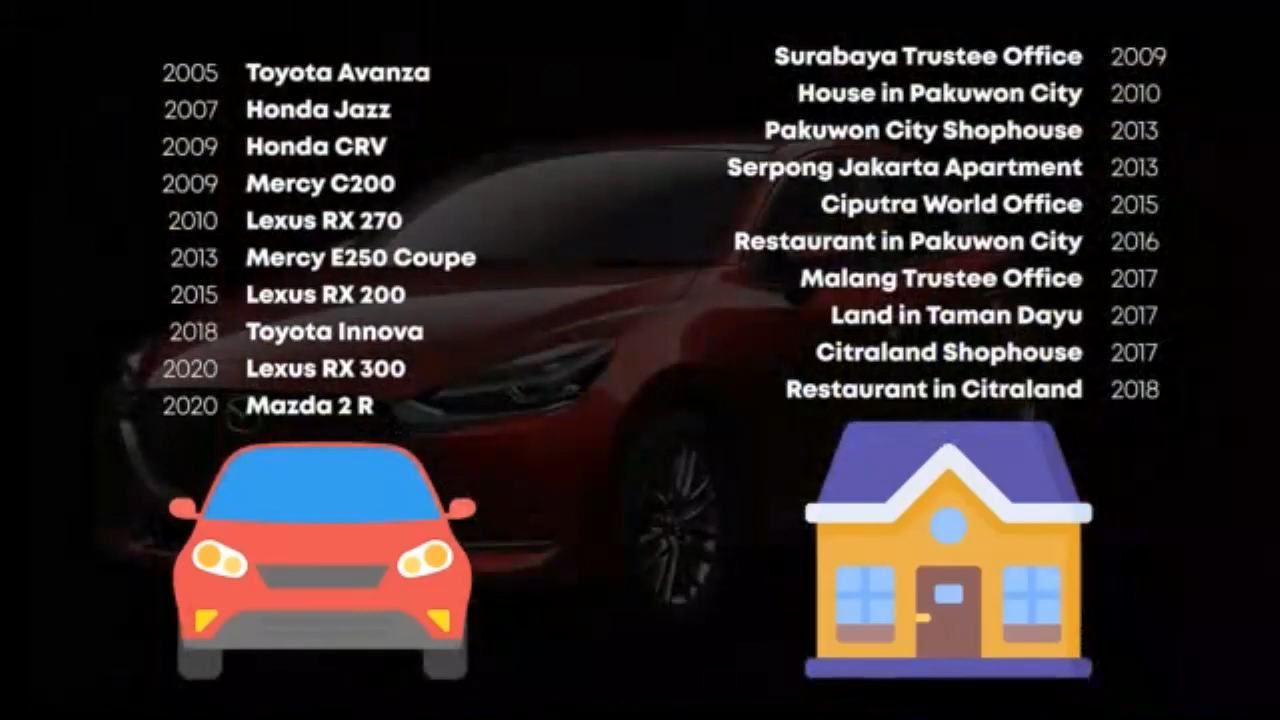 2005 Toyota Avanza
2007 Honda Jazz
2009 Honda CRV
2009 Mercy C200
2010 Lexus RX 270
2013 Mercy E250 Coupe
2015 Lexus RX 200
2018 Toyota Innova
2020 Lexus RX 300
2020 Mazda 2 R
Surabaya Trustee Office 2009
House in Pakuwon City 2010
Pakuwon City Shophouse 2013
Serpong Jakarta Apartment 2013
Ciputra World Office 2015
Restaurant in Pakuwon City 2016
Malang Trustee Office 2017
Land in Taman Dayu 2017
Citraland Shophouse 2017
Restaurant in Citraland 2018